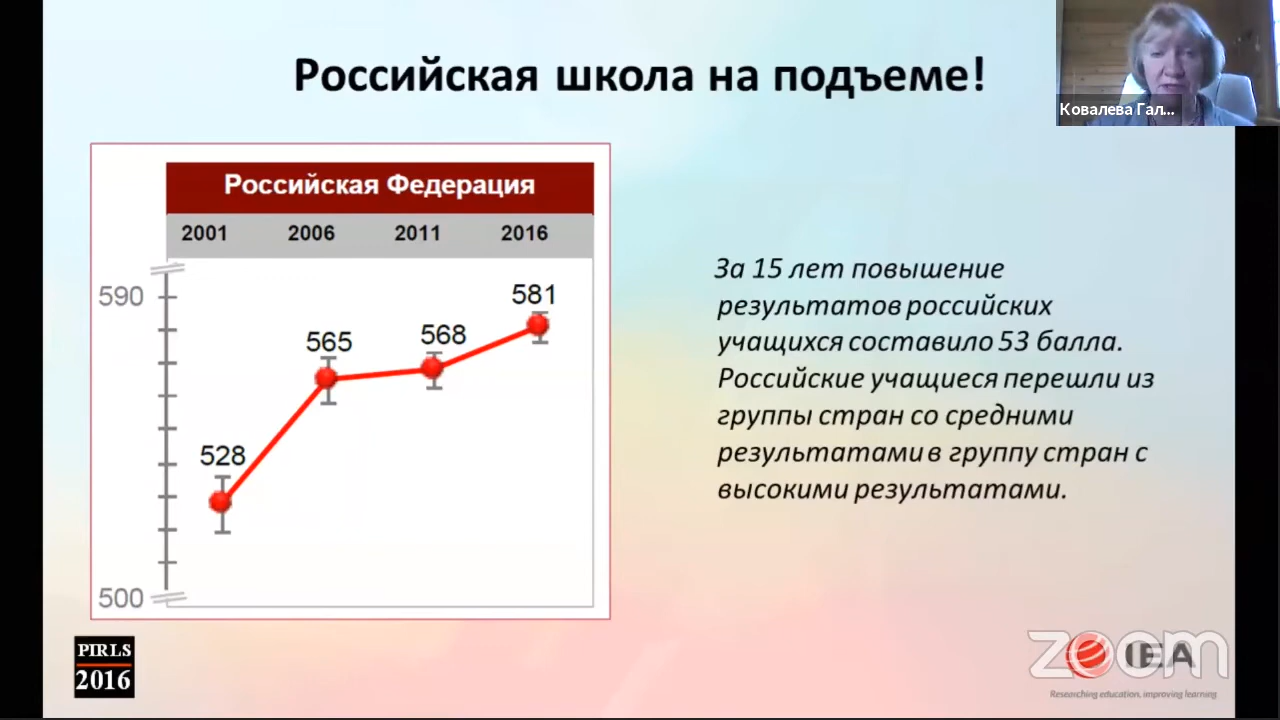 Российская школа на подъеме!
Ковалева Гал...
Российская Федерация
2001 2006 2011 2016
590
581
565
568
528
500
За 15 лет повышение
результатов российских
учащихся составило 53 балла.
Российские учащиеся перешли из
группы стран со средними
результатами в группу стран с
высокими результатами.
PIRLS
2016
zoom
IEA
Researching education, improving learning